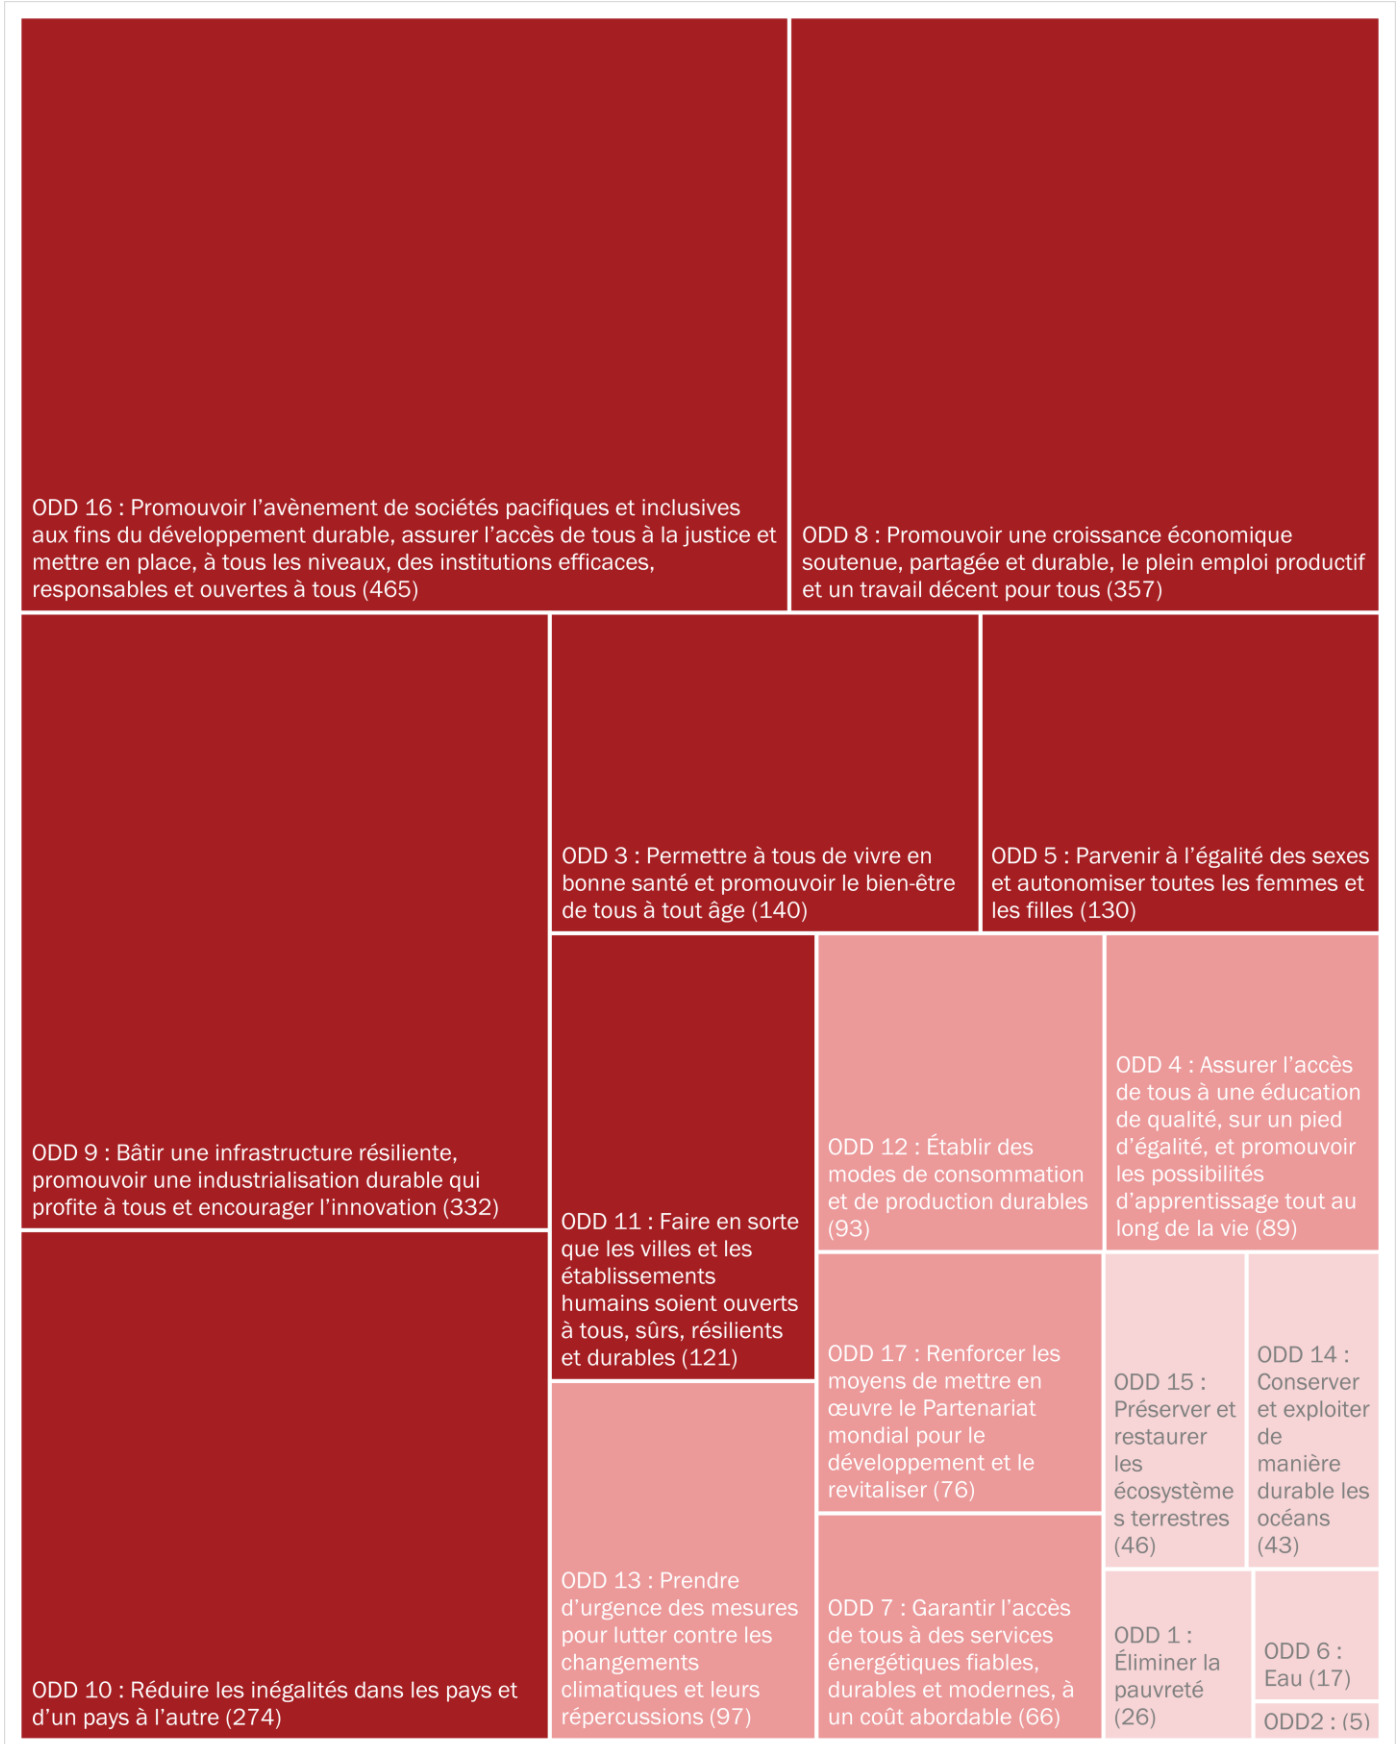 ODD 16 : Promouvoir l’avènement de sociétés pacifiques et inclusives
aux fins du développement durable, assurer l’accès de tous à la justice et
mettre en place, à tous les niveaux, des institutions efficaces,
responsables et ouvertes à tous (465)
ODD 8 : Promouvoir une croissance économique
soutenue, partagée et durable, le plein emploi productif
et un travail décent pour tous (357)
ODD 9 : Bâtir une infrastructure résiliente,
promouvoir une industrialisation durable qui
profite à tous et encourager l’innovation (332)
ODD 3 : Permettre à tous de vivre en
bonne santé et promouvoir le bien-être
de tous à tout âge (140)
ODD 5 : Parvenir à l’égalité des sexes
et autonomiser toutes les femmes et
les filles (130)
ODD 10 : Réduire les inégalités dans les pays et
d’un pays à l’autre (274)
ODD 11 : Faire en sorte
que les villes et les
établissements
humains soient ouverts
à tous, sûrs, résilients
et durables (121)
ODD 12 : Établir des
modes de consommation
et de production durables
(93)
ODD 4 : Assurer l’accès
de tous à une éducation
de qualité, sur un pied
d’égalité, et promouvoir
les possibilités
d’apprentissage tout au
long de la vie (89)
ODD 13 : Prendre
d’urgence des mesures
pour lutter contre les
changements
climatiques et leurs
répercussions (97)
ODD 17 : Renforcer les
moyens de mettre en
œuvre le Partenariat
mondial pour le
développement et le
revitaliser (76)
ODD 7 : Garantir l’accès
de tous à des services
énergétiques fiables,
durables et modernes, à
un coût abordable (66)
ODD 15 :
Préserver et
restaurer
les
écosystème
s terrestres
(46)
ODD 14 :
Conserver
et exploiter
de
manière
durable les
océans
(43)
ODD 1 :
Éliminer la
pauvreté
(26)
ODD 6 :
Eau (17)
ODD2 : (5)